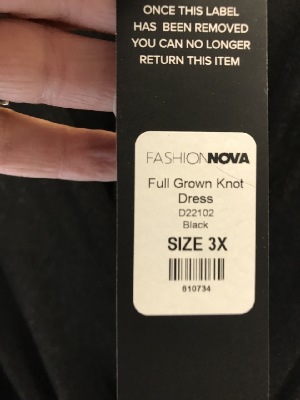 ONCE THIS LABEL
HAS BEEN REMOVED
YOU CAN NO LONGER
RETURN THIS ITEM
FASHIONNOVA
Full Grown Knot
Dress
D22102
Black
SIZE 3X
610734